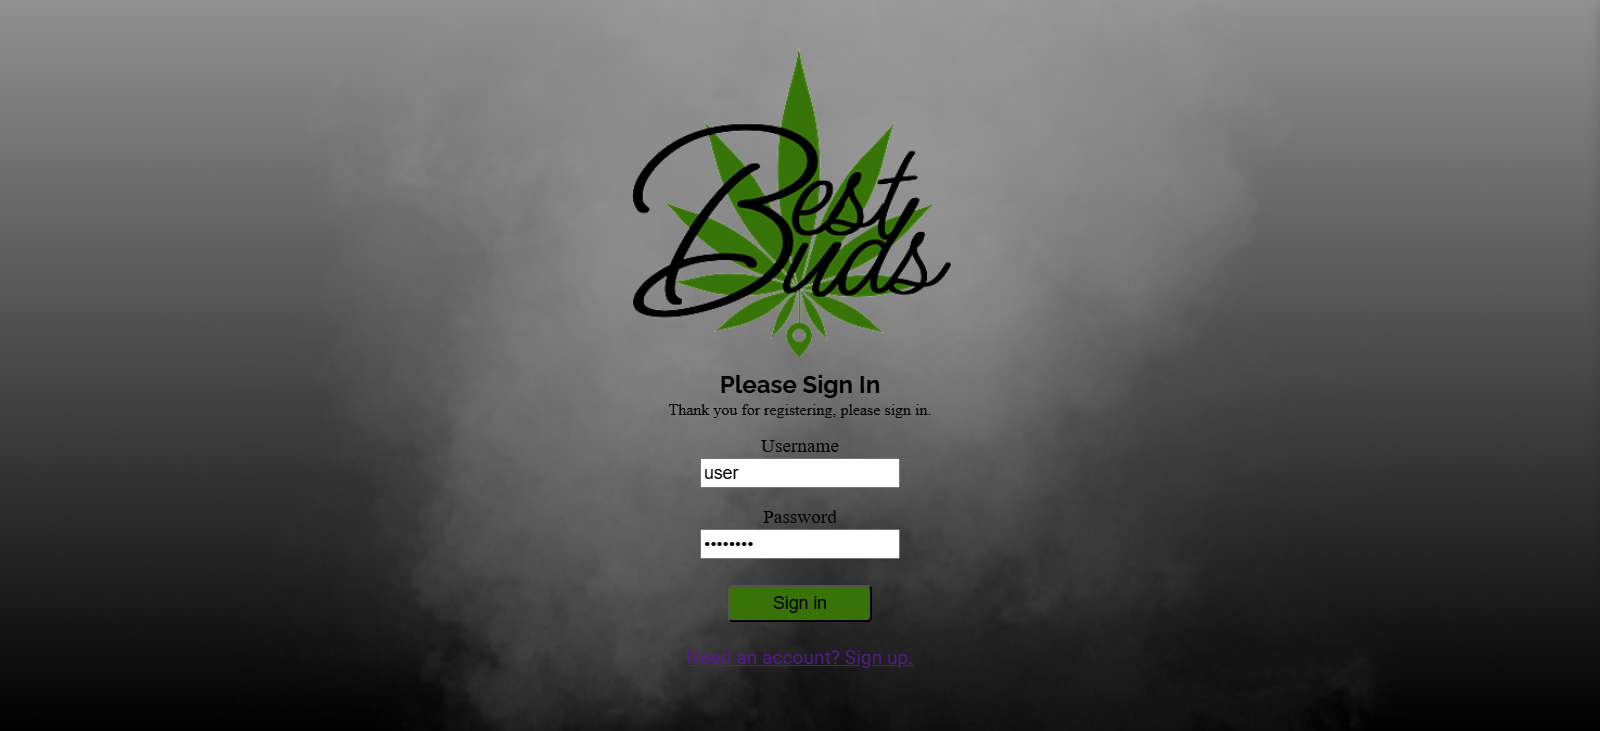 Best
Buds
Please Sign In
Thank you for registering, please sign in.
Username
user
Password
••••••••
Sign in
Need an account? Sign up.